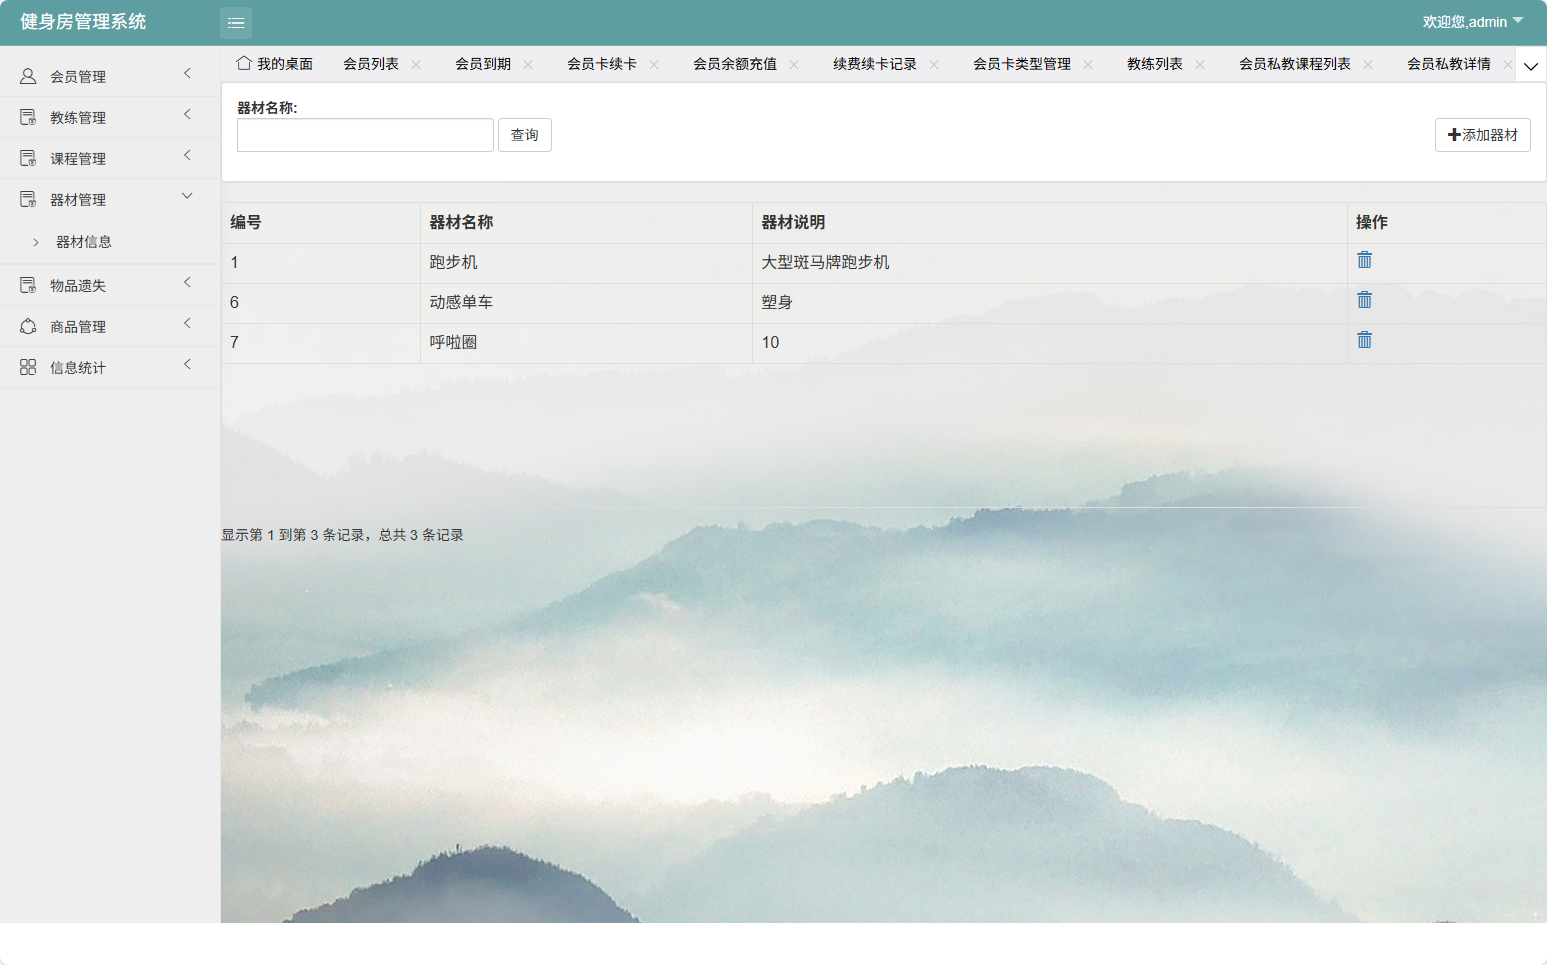 健身房管理系统
欢迎您,admin
会员管理
教练管理
课程管理
器材管理
器材信息
物品遗失
商品管理
信息统计
我的桌面 会员列表 会员到期 会员卡续卡 会员余额充值 续费续卡记录 会员卡类型管理 教练列表 会员私教课程列表 会员私教详情
器材名称:
查询
添加器材
编号 器材名称 器材说明 操作
1 跑步机 大型斑马牌跑步机
6 动感单车 塑身
7 呼啦圈 10
显示第 1 到第 3 条记录，总共 3 条记录